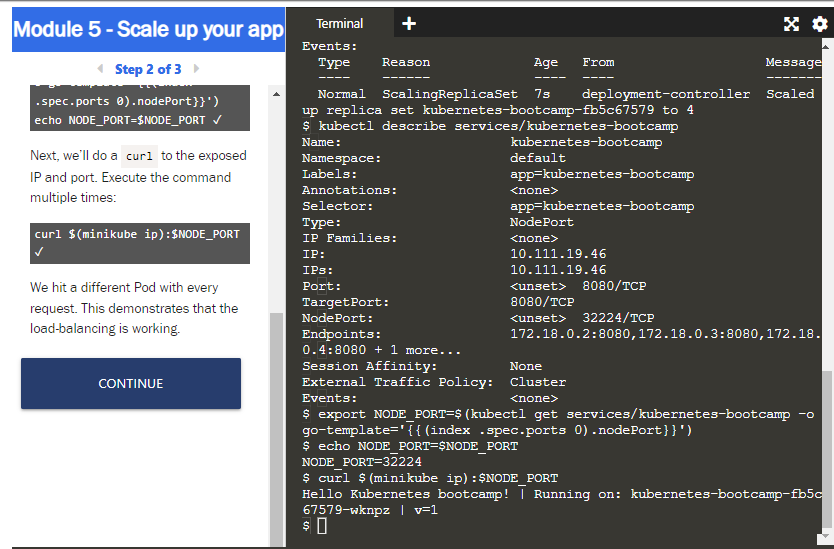 Module 5 - Scale up your app
Step 2 of 3
.spec.ports 0).nodePort}}')
echo NODE_PORT=$NODE_PORT ✓
Next, we'll do a curl to the exposed
IP and port. Execute the command
multiple times:
curl $(minikube ip):$NODE_PORT
✓
We hit a different Pod with every
request. This demonstrates that the
load-balancing is working.
CONTINUE
Terminal +
Events:
  Type    Reason             Age   From                   Message
  ----    ------             ----  ----                   -------
  Normal  ScalingReplicaSet  7s    deployment-controller  Scaled
up replica set kubernetes-bootcamp-fb5c67579 to 4
$ kubectl describe services/kubernetes-bootcamp
Name:                     kubernetes-bootcamp
Namespace:                default
Labels:                   app=kubernetes-bootcamp
Annotations:              <none>
Selector:                 app=kubernetes-bootcamp
Type:                     NodePort
IP Families:              <none>
IP:                       10.111.19.46
IPs:                      10.111.19.46
Port:                     <unset>  8080/TCP
TargetPort:               8080/TCP
NodePort:                 <unset>  32224/TCP
Endpoints:                172.18.0.2:8080,172.18.0.3:8080,172.18.
0.4:8080 + 1 more...
Session Affinity:         None
External Traffic Policy:  Cluster
Events:                   <none>
$ export NODE_PORT=$(kubectl get services/kubernetes-bootcamp -o
go-template='{{(index .spec.ports 0).nodePort}}')
$ echo NODE_PORT=$NODE_PORT
NODE_PORT=32224
$ curl $(minikube ip):$NODE_PORT
Hello Kubernetes bootcamp! | Running on: kubernetes-bootcamp-fb5c
67579-wknpz | v=1
$